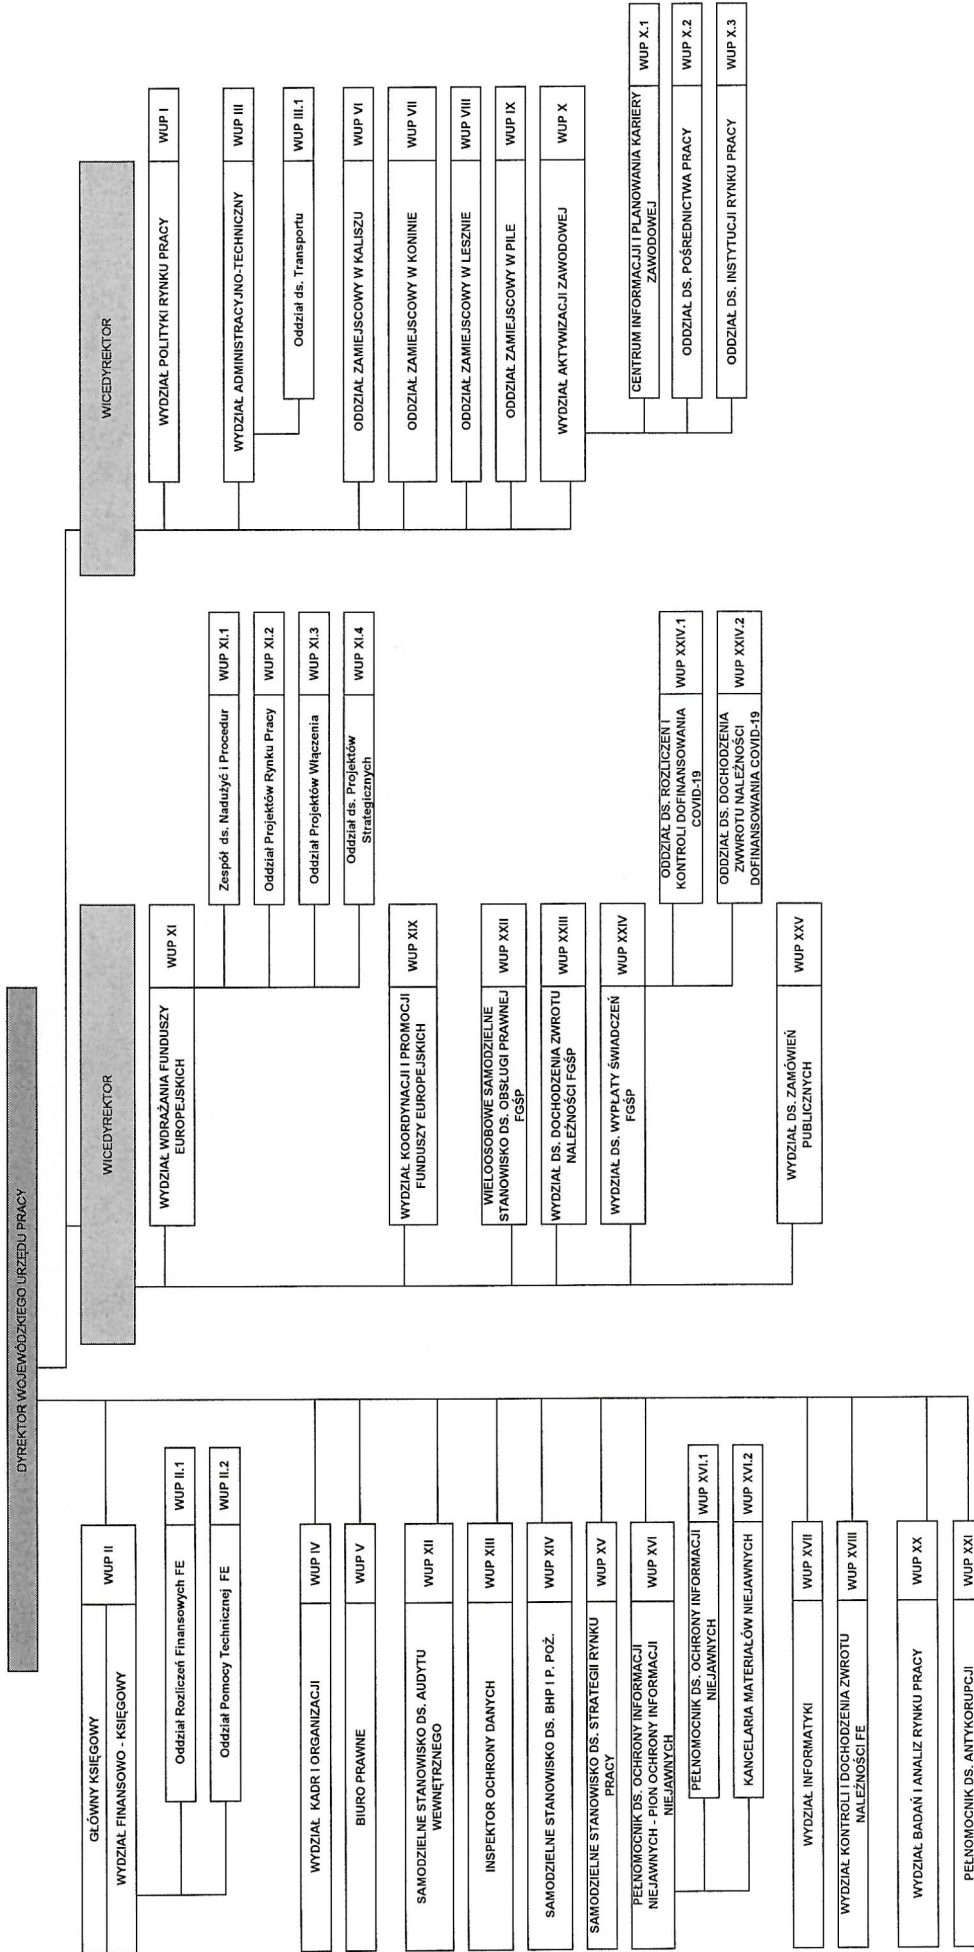 DYREKTOR WOJEWÓDZKIEGO URZĘDU PRACY
GŁÓWNY KSIĘGOWY
WYDZIAŁ FINANSOWO - KSIĘGOWY
WUP II
Oddział Rozliczeń Finansowych FE
WUP II.1
Oddział Pomocy Technicznej FE
WUP II.2
WYDZIAŁ KADR I ORGANIZACJI
WUP IV
BIURO PRAWNE
WUP V
SAMODZIELNE STANOWISKO DS. AUDYTU
WEWNĘTRZNEGO
WUP XII
INSPEKTOR OCHRONY DANYCH
WUP XIII
SAMODZIELNE STANOWISKO DS. BHP I P. POŻ.
WUP XIV
SAMODZIELNE STANOWISKO DS. STRATEGII RYNKU
PRACY
WUP XV
PEŁNOMOCNIK DS. OCHRONY INFORMACJI
NIEJAWNYCH - PION OCHRONY INFORMACJI
NIEJAWNYCH
WUP XVI
PEŁNOMOCNIK DS. OCHRONY INFORMACJI
NIEJAWNYCH
WUP XVI.1
KANCELARIA MATERIAŁÓW NIEJAWNYCH
WUP XVI.2
WYDZIAŁ INFORMATYKI
WUP XVII
WYDZIAŁ KONTROLI I DOCHODZENIA ZWROTU
NALEŻNOŚCI FE
WUP XVIII
WYDZIAŁ BADAŃ I ANALIZ RYNKU PRACY
WUP XX
PEŁNOMOCNIK DS. ANTYKORUPCJI
WUP XXI
WICEDYREKTOR
WYDZIAŁ WDRAŻANIA FUNDUSZY
EUROPEJSKICH
WUP XI
Zespół ds. Nadużyć i Procedur
WUP XI.1
Oddział Projektów Rynku Pracy
WUP XI.2
Oddział Projektów Włączenia
WUP XI.3
Oddział ds. Projektów
Strategicznych
WUP XI.4
WYDZIAŁ KOORDYNACJI I PROMOCJI
FUNDUSZY EUROPEJSKICH
WUP XIX
WIELOOSOBOWE SAMODZIELNE
STANOWISKO DS. OBSŁUGI PRAWNEJ
FGŚP
WUP XXII
WYDZIAŁ DS. DOCHODZENIA ZWROTU
NALEŻNOŚCI FGŚP
WUP XXIII
WYDZIAŁ DS. WYPŁATY ŚWIADCZEŃ
FGŚP
WUP XXIV
ODDZIAŁ DS. ROZLICZEŃ I
KONTROLI DOFINANSOWANIA
COVID-19
WUP XXIV.1
ODDZIAŁ DS. DOCHODZENIA
ZWWROTU NALEŻNOŚCI
DOFINANSOWANIA COVID-19
WUP XXIV.2
WYDZIAŁ DS. ZAMÓWIEŃ
PUBLICZNYCH
WUP XXV
WICEDYREKTOR
WYDZIAŁ POLITYKI RYNKU PRACY
WUP I
WYDZIAŁ ADMINISTRACYJNO-TECHNICZNY
WUP III
Oddział ds. Transportu
WUP III.1
ODDZIAŁ ZAMIEJSCOWY W KALISZU
WUP VI
ODDZIAŁ ZAMIEJSCOWY W KONINIE
WUP VII
ODDZIAŁ ZAMIEJSCOWY W LESZNIE
WUP VIII
ODDZIAŁ ZAMIEJSCOWY W PILE
WUP IX
WYDZIAŁ AKTYWIZACJI ZAWODOWEJ
WUP X
CENTRUM INFORMACJJI I PLANOWANIA KARIERY
ZAWODOWEJ
WUP X.1
ODDZIAŁ DS. POŚREDNICTWA PRACY
WUP X.2
ODDZIAŁ DS. INSTYTUCJI RYNKU PRACY
WUP X.3